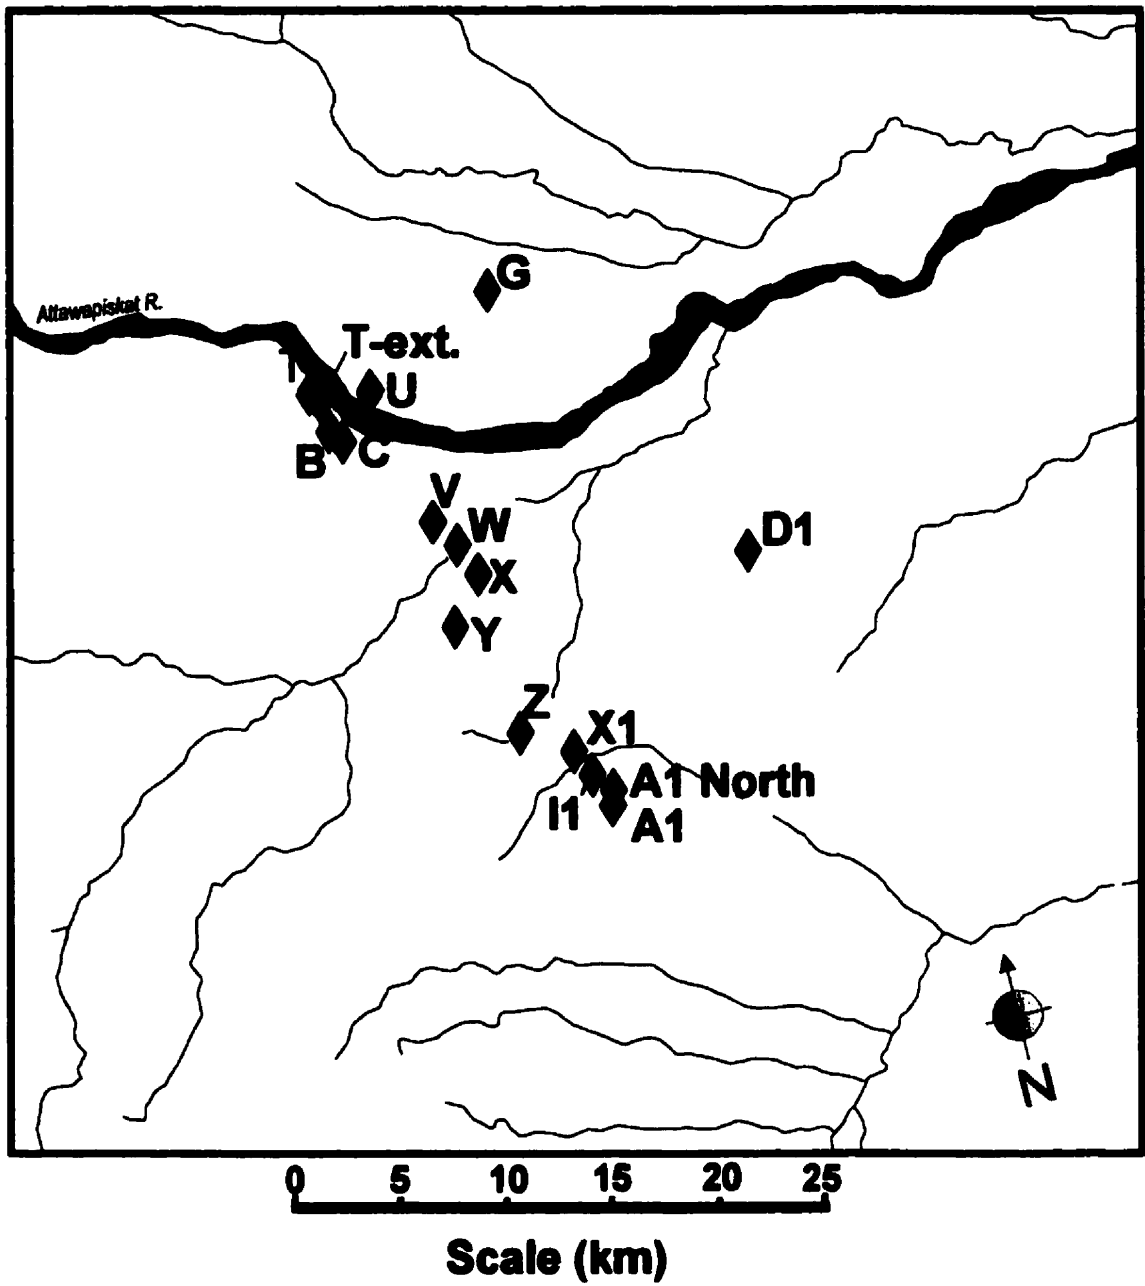 G
Attawapiskat R.
T-ext.
T
U
B
C
V
W
D1
X
Y
Z
X1
A1 North
I1
A1
N
0 5 10 15 20 25
Scale (km)